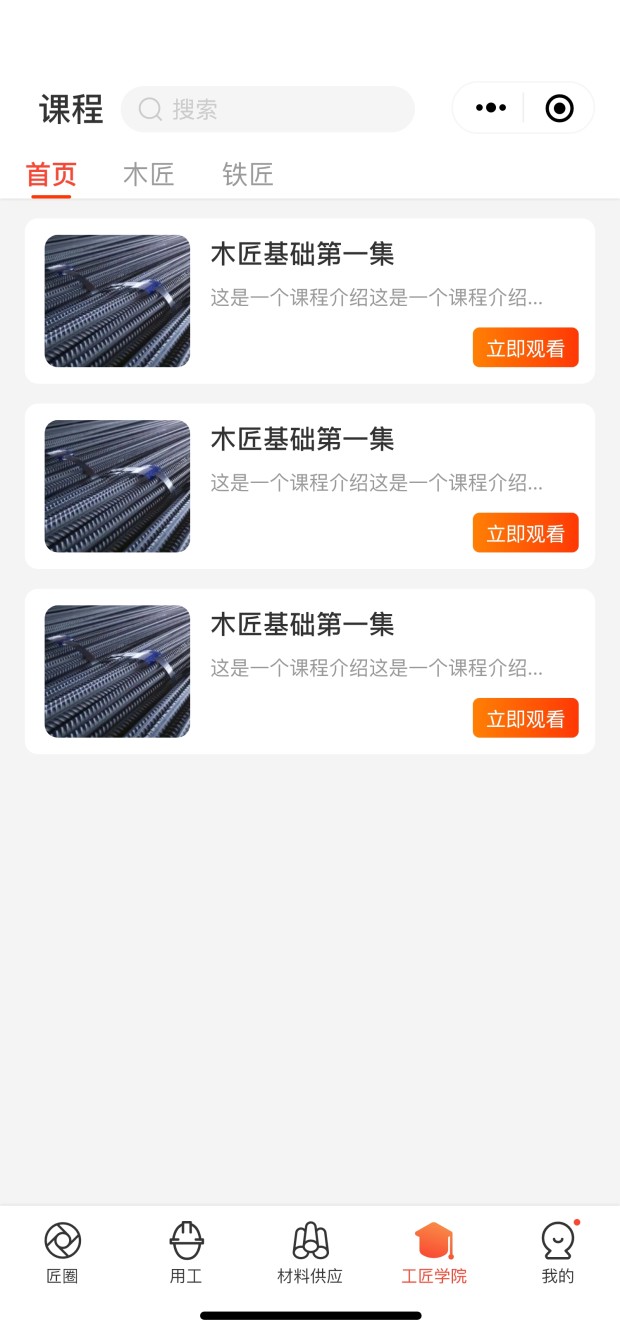 课程
搜索
首页 木匠 铁匠
木匠基础第一集
这是一个课程介绍这是一个课程介绍...
立即观看
木匠基础第一集
这是一个课程介绍这是一个课程介绍...
立即观看
木匠基础第一集
这是一个课程介绍这是一个课程介绍...
立即观看
匠圈 用工 材料供应 工匠学院 我的